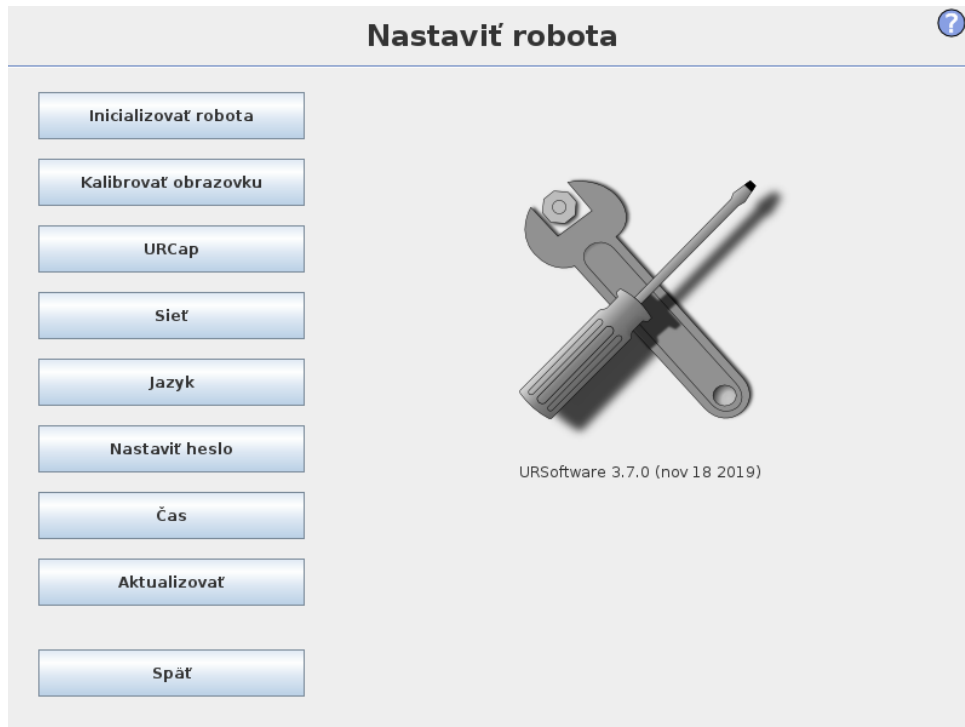 Nastaviť robota
?
Inicializovať robota
Kalibrovať obrazovku
URCap
Sieť
Jazyk
Nastaviť heslo
Čas
Aktualizovať
Späť
URSoftware 3.7.0 (nov 18 2019)